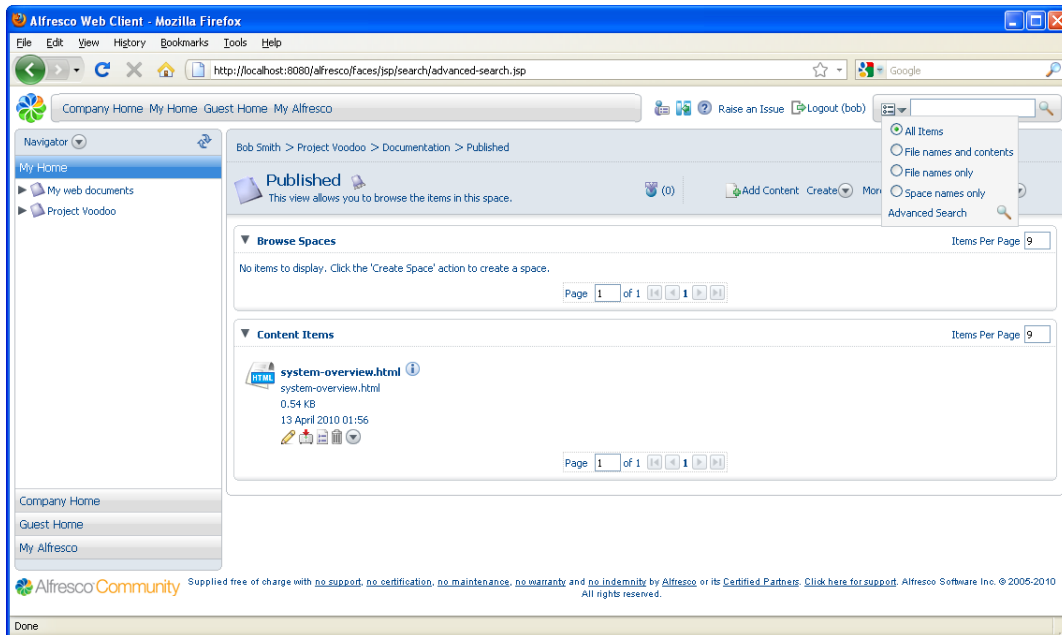 Alfresco Web Client - Mozilla Firefox
File Edit View History Bookmarks Tools Help
http://localhost:8080/alfresco/faces/jsp/search/advanced-search.jsp
Google
Company Home My Home Guest Home My Alfresco
Raise an Issue Logout (bob)
All Items
File names and contents
File names only
Space names only
Advanced Search
Navigator
My Home
My web documents
Project Voodoo
Company Home
Guest Home
My Alfresco
Bob Smith > Project Voodoo > Documentation > Published
Published
This view allows you to browse the items in this space.
(0)
Add Content Create
Browse Spaces
Items Per Page 9
No items to display. Click the 'Create Space' action to create a space.
Page 1 of 1 1
Content Items
Items Per Page 9
HTML
system-overview.html
system-overview.html
0.54 KB
13 April 2010 01:56
Page 1 of 1 1
Alfresco Community
Supplied free of charge with no support, no certification, no maintenance, no warranty and no indemnity by Alfresco or its Certified Partners. Click here for support. Alfresco Software Inc. © 2005-2010
All rights reserved.
Done